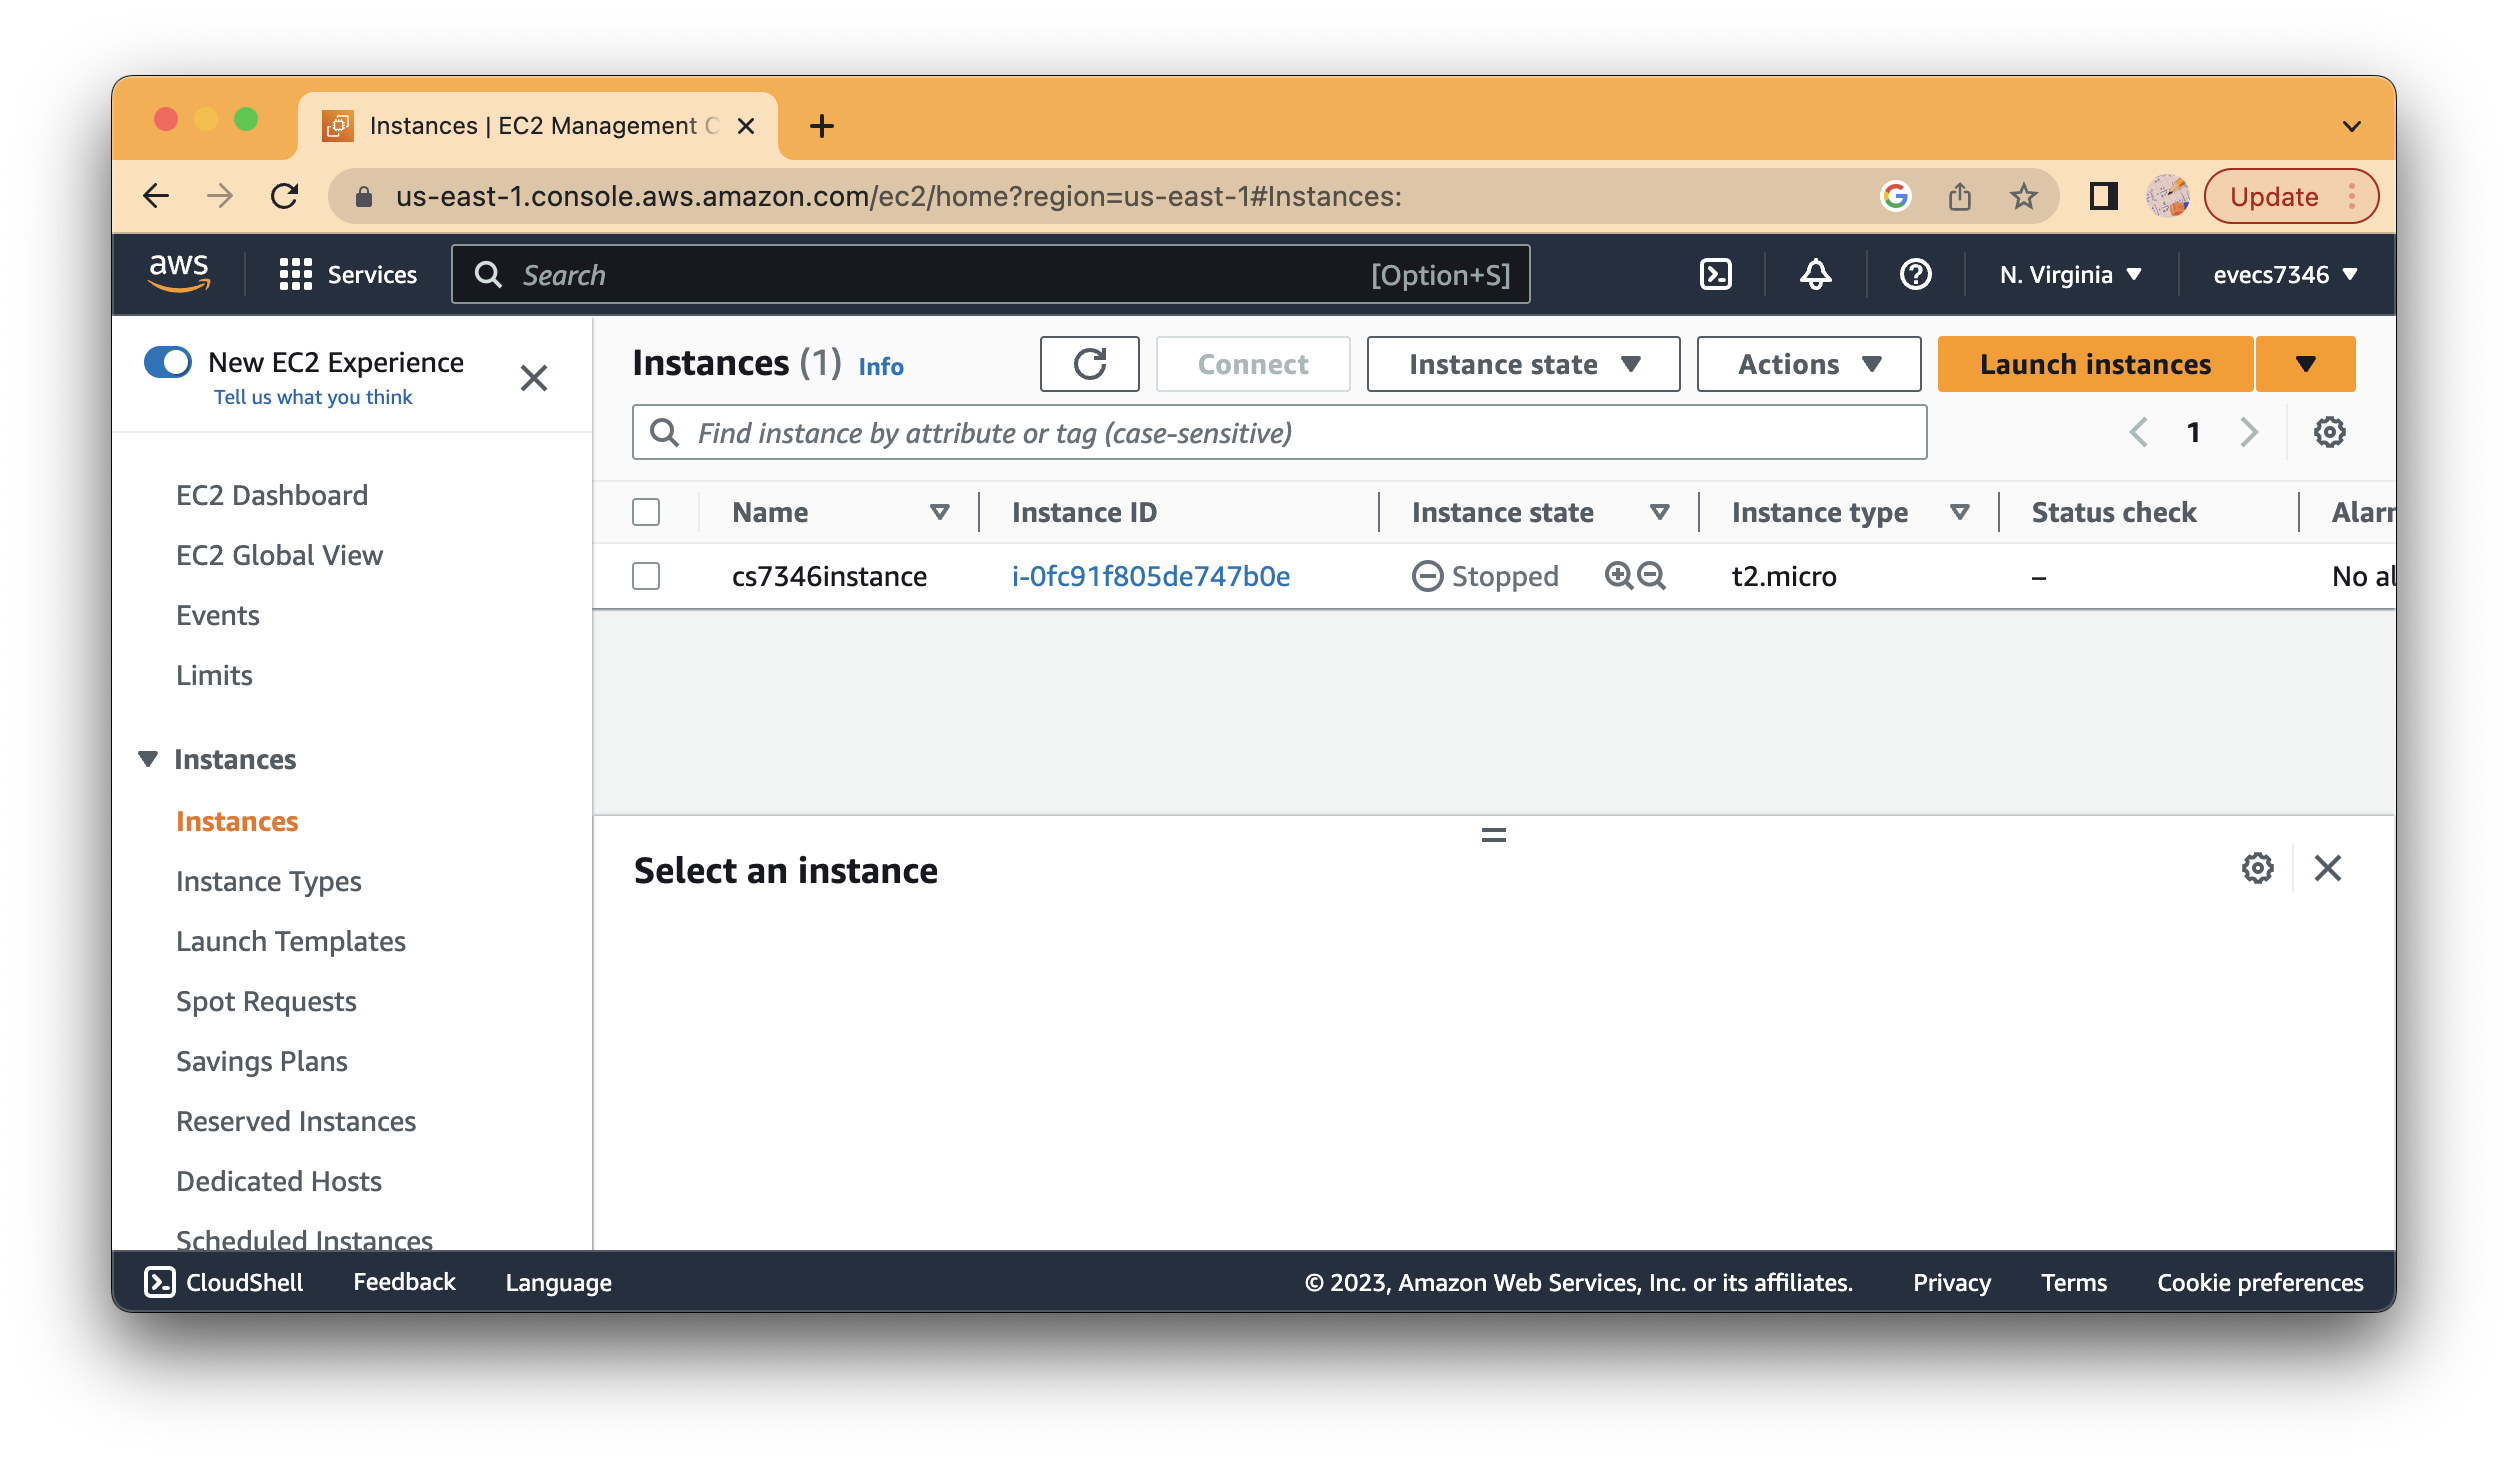 Instances | EC2 Management C
us-east-1.console.aws.amazon.com/ec2/home?region=us-east-1#Instances:
Update
aws
Services
Search
[Option+S]
N. Virginia
evecs7346
New EC2 Experience
Tell us what you think
EC2 Dashboard
EC2 Global View
Events
Limits
Instances
Instances
Instance Types
Launch Templates
Spot Requests
Savings Plans
Reserved Instances
Dedicated Hosts
Scheduled Instances
Instances (1) Info
Connect
Instance state
Actions
Launch instances
Find instance by attribute or tag (case-sensitive)
1
Name Instance ID Instance state Instance type Status check Alarr
cs7346instance i-0fc91f805de747b0e Stopped t2.micro – No al
Select an instance
CloudShell Feedback Language © 2023, Amazon Web Services, Inc. or its affiliates. Privacy Terms Cookie preferences